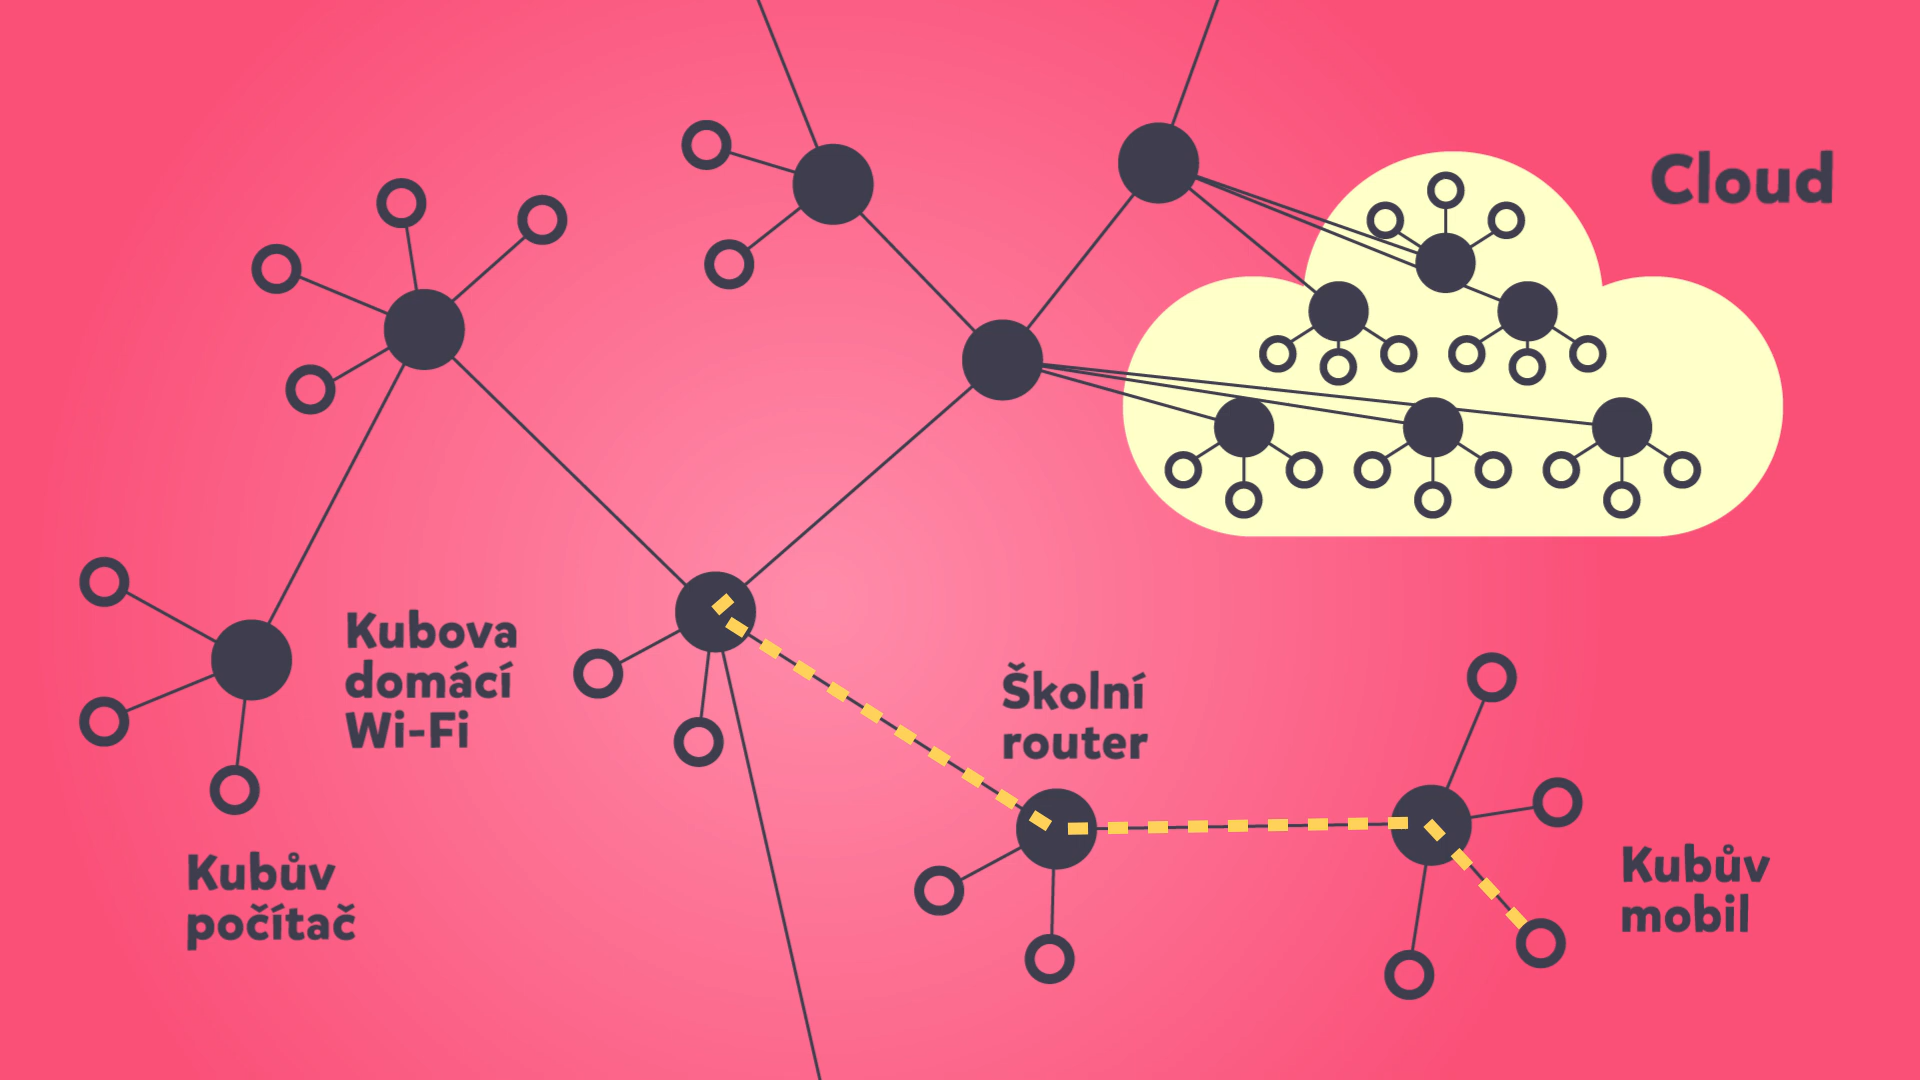 Cloud
Kubova
domácí
Wi-Fi
Školní
router
Kubův
počítač
Kubův
mobil